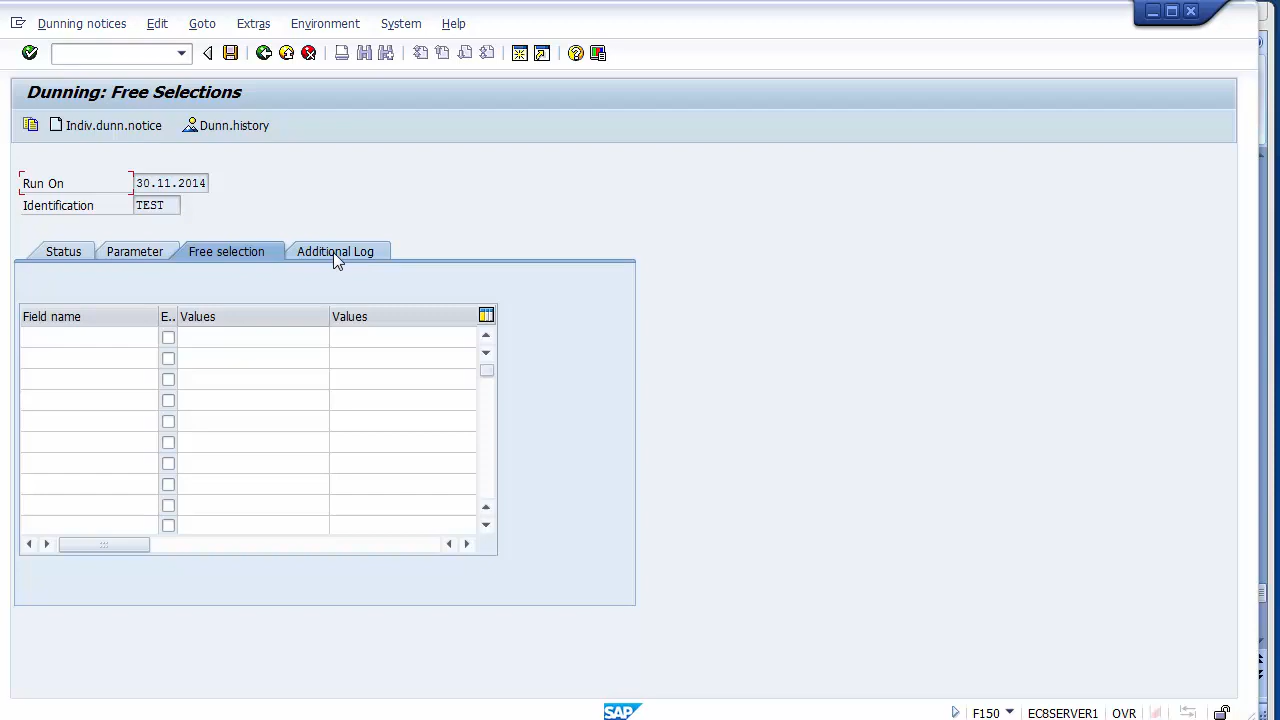 Dunning notices Edit Goto Extras Environment System Help
Dunning: Free Selections
Indiv.dunn.notice Dunn.history
Run On 30.11.2014
Identification TEST
Status Parameter Free selection Additional Log
Field name E.. Values Values
SAP F150 EC8SERVER1 OVR